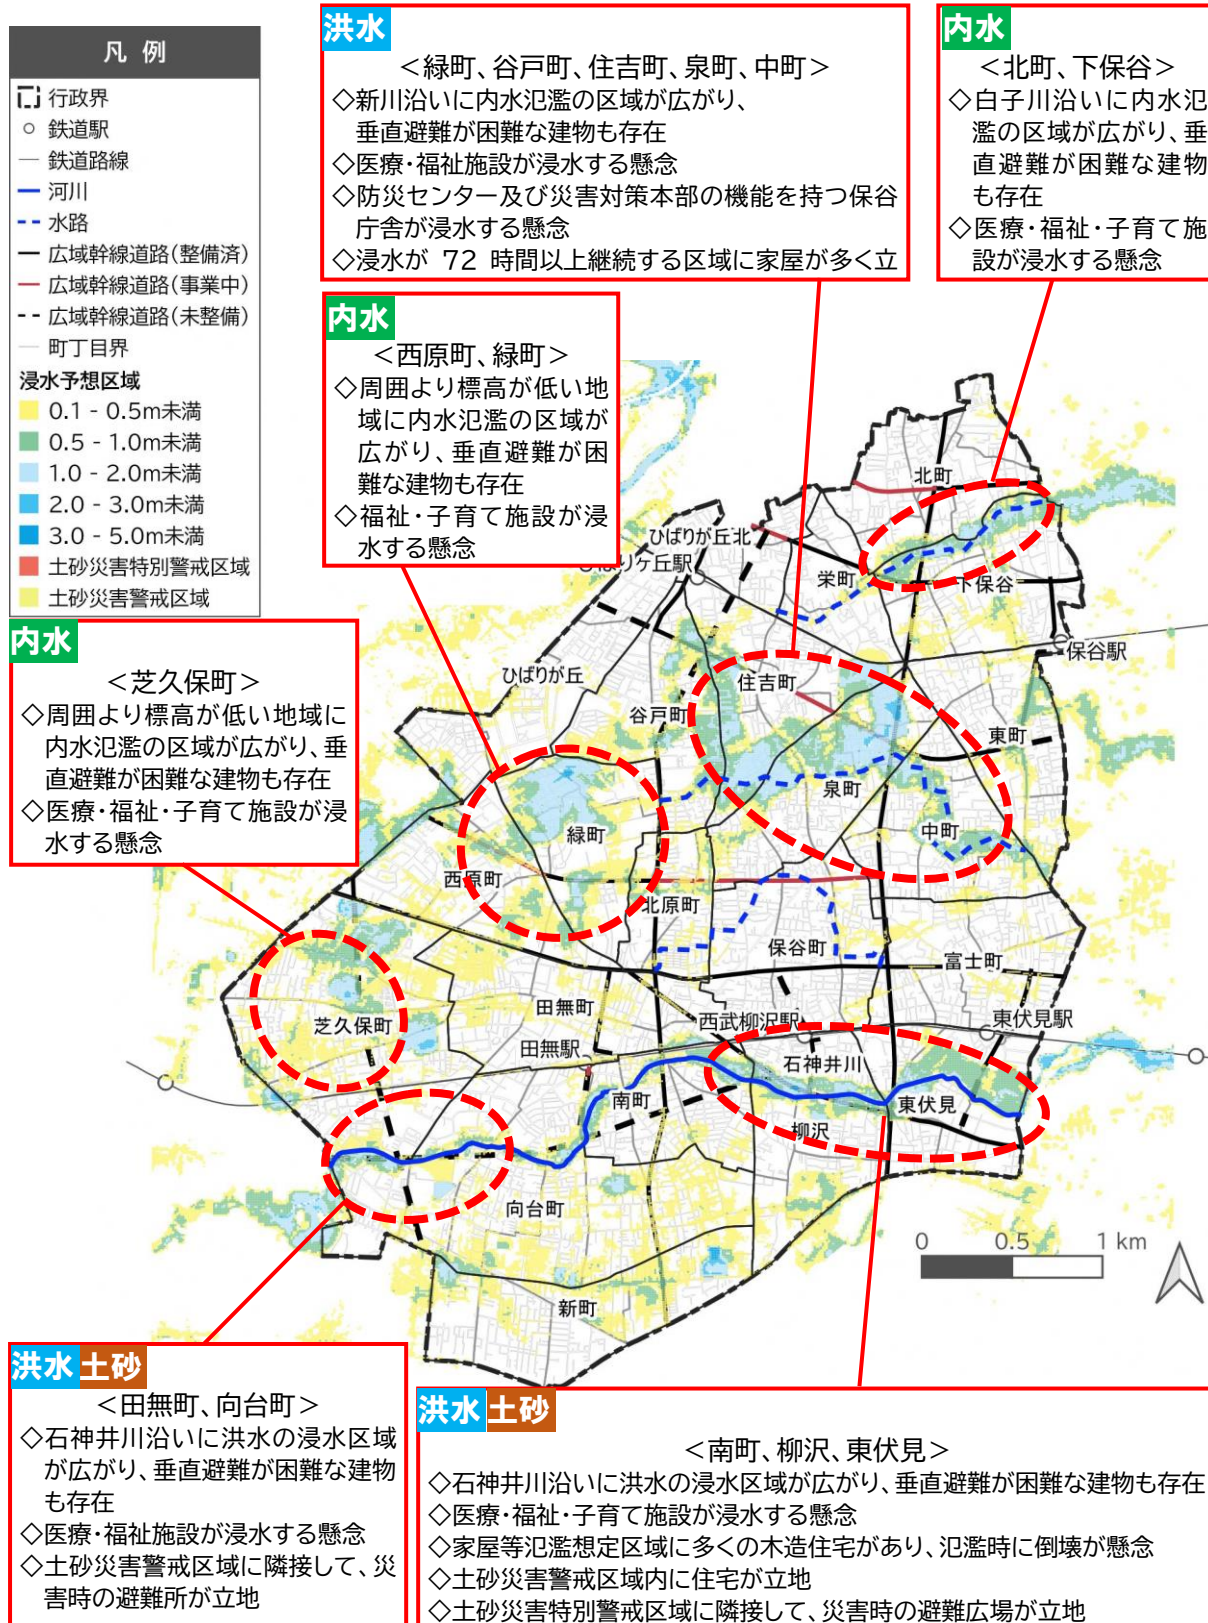 凡 例
行政界
鉄道駅
鉄道路線
河川
水路
広域幹線道路(整備済)
広域幹線道路(事業中)
広域幹線道路(未整備)
町丁目界
浸水予想区域
0.1 - 0.5m未満
0.5 - 1.0m未満
1.0 - 2.0m未満
2.0 - 3.0m未満
3.0 - 5.0m未満
土砂災害特別警戒区域
土砂災害警戒区域
洪水
＜緑町、谷戸町、住吉町、泉町、中町＞
◇新川沿いに内水氾濫の区域が広がり、
垂直避難が困難な建物も存在
◇医療・福祉施設が浸水する懸念
◇防災センター及び災害対策本部の機能を持つ保谷
庁舎が浸水する懸念
◇浸水が 72 時間以上継続する区域に家屋が多く立
内水
＜北町、下保谷＞
◇白子川沿いに内水氾
濫の区域が広がり、垂
直避難が困難な建物
も存在
◇医療・福祉・子育て施
設が浸水する懸念
内水
＜西原町、緑町＞
◇周囲より標高が低い地
域に内水氾濫の区域が
広がり、垂直避難が困
難な建物も存在
◇福祉・子育て施設が浸
水する懸念
内水
＜芝久保町＞
◇周囲より標高が低い地域に
内水氾濫の区域が広がり、垂
直避難が困難な建物も存在
◇医療・福祉・子育て施設が浸
水する懸念
北町
ひばりが丘北
ひばりヶ丘駅
栄町
下保谷
保谷駅
ひばりが丘
住吉町
谷戸町
東町
泉町
緑町
中町
西原町
北原町
保谷町
富士町
田無町
芝久保町
西武柳沢駅
東伏見駅
田無駅
石神井川
南町
東伏見
柳沢
向台町
新町
0 0.5 1 km
洪水 土砂
＜田無町、向台町＞
◇石神井川沿いに洪水の浸水区域
が広がり、垂直避難が困難な建物
も存在
◇医療・福祉施設が浸水する懸念
◇土砂災害警戒区域に隣接して、災
害時の避難所が立地
洪水 土砂
＜南町、柳沢、東伏見＞
◇石神井川沿いに洪水の浸水区域が広がり、垂直避難が困難な建物も存在
◇医療・福祉・子育て施設が浸水する懸念
◇家屋等氾濫想定区域に多くの木造住宅があり、氾濫時に倒壊が懸念
◇土砂災害警戒区域内に住宅が立地
◇土砂災害特別警戒区域に隣接して、災害時の避難広場が立地